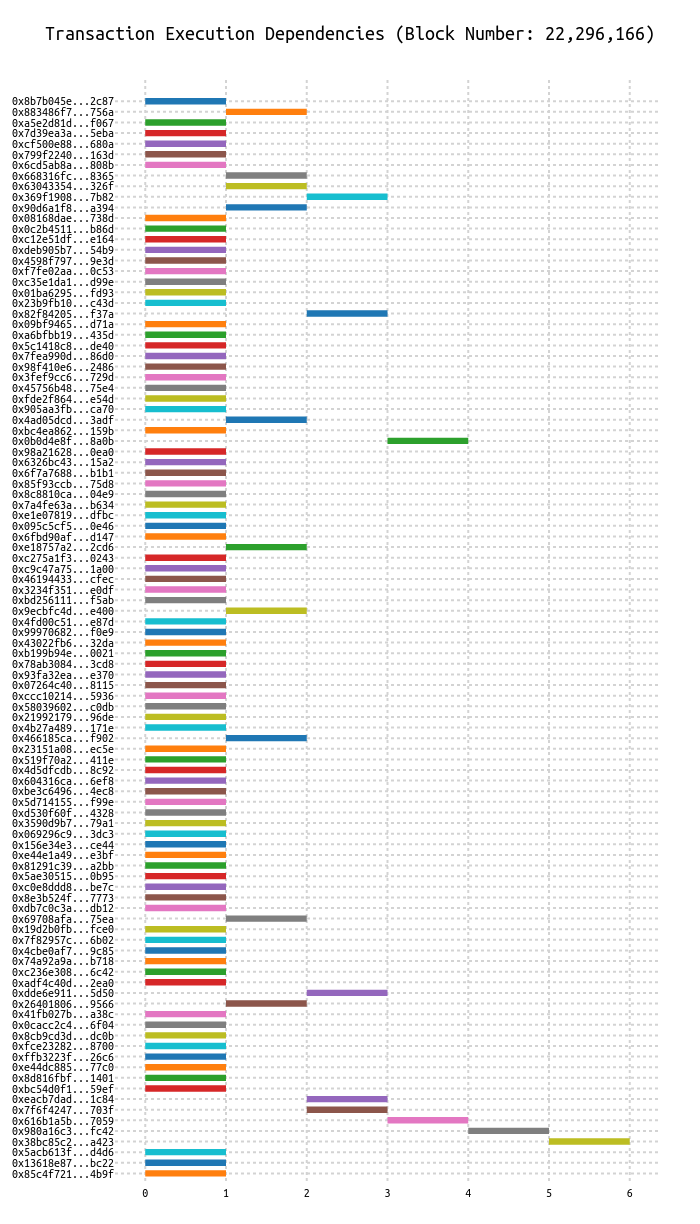 Transaction Execution Dependencies (Block Number: 22,296,166)
0x8b7b045e...2c87
0x883486f7...756a
0xa5e2d81d...f067
0x7d39ea3a...5eba
0xcf500e88...680a
0x799f2240...163d
0x6cd5ab8a...808b
0x668316fc...8365
0x63043354...326f
0x369f1908...7b82
0x90d6a1f8...a394
0x08168dae...738d
0x0c2b4511...b86d
0xc12e51df...e164
0xdeb905b7...54b9
0x4598f797...9e3d
0xf7fe02aa...0c53
0xc35e1da1...d99e
0x01ba6295...fd93
0x23b9fb10...c43d
0x82f84205...f37a
0x09bf9465...d71a
0xa6bfbb19...435d
0x5c1418c8...de40
0x7fea990d...86d0
0x98f410e6...2486
0x3fef9cc6...729d
0x45756b48...75e4
0xfde2f864...e54d
0x905aa3fb...ca70
0x4ad05dcd...3adf
0xbc4ea862...159b
0x0b0d4e8f...8a0b
0x98a21628...0ea0
0x6326bc43...15a2
0x6f7a7688...b1b1
0x85f93ccb...75d8
0x8c8810ca...04e9
0x7a4fe63a...b634
0xe1e07819...dfbc
0x095c5cf5...0e46
0x6fbd90af...d147
0xe18757a2...2cd6
0xc275a1f3...0243
0xc9c47a75...1a00
0x46194433...cfec
0x3234f351...e0df
0xbd256111...f5ab
0x9ecbfc4d...e400
0x4fd00c51...e87d
0x99970682...f0e9
0x43022fb6...32da
0xb199b94e...0021
0x78ab3084...3cd8
0x93fa32ea...e370
0x07264c40...8115
0xccc10214...5936
0x58039602...c0db
0x21992179...96de
0x4b27a489...171e
0x466185ca...f902
0x23151a08...ec5e
0x519f70a2...411e
0x4d5dfcdb...8c92
0x604316ca...6ef8
0xbe3c6496...4ec8
0x5d714155...f99e
0xd530f60f...4328
0x3590d9b7...79a1
0x069296c9...3dc3
0x156e34e3...ce44
0xe44e1a49...e3bf
0x81291c39...a2bb
0x5ae30515...0b95
0xc0e8ddd8...be7c
0x8e3b524f...7773
0xdb7c0c3a...db12
0x69708afa...75ea
0x19d2b0fb...fce0
0x7f82957c...6b02
0x4cbe0af7...9c85
0x74a92a9a...b718
0xc236e308...6c42
0xadf4c40d...2ea0
0xdde6e911...5d50
0x26401806...9566
0x41fb027b...a38c
0x0cacc2c4...6f04
0x8cb9cd3d...dc0b
0xfce23282...8700
0xffb3223f...26c6
0xe44dc885...77c0
0x8d816fbf...1401
0xbc54d0f1...59ef
0xeacb7dad...1c84
0x7f6f4247...703f
0x616b1a5b...7059
0x980a16c3...fc42
0x38bc85c2...a423
0x5acb613f...d4d6
0x13618e87...bc22
0x85c4f721...4b9f
0 1 2 3 4 5 6